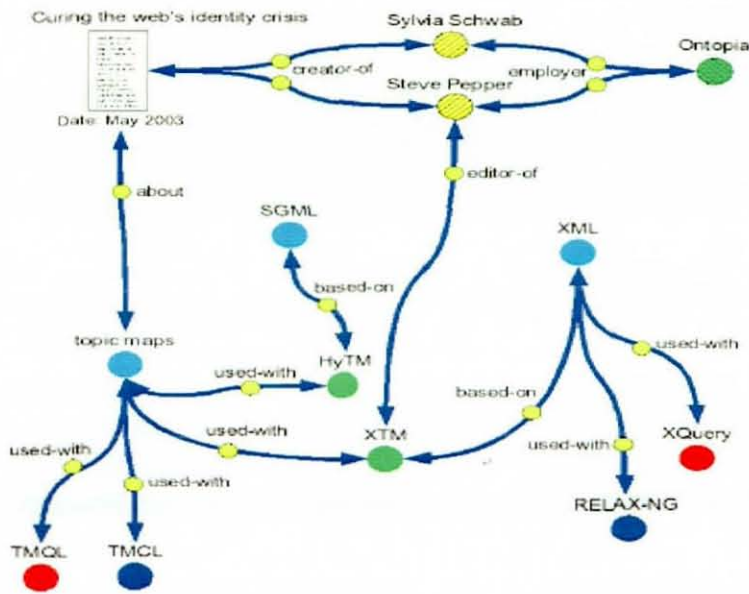 Curing the web's identity crisis
Sylvia Schwab
Ontopia
creator-of
employer
Steve Pepper
Date: May 2003
about
editor-of
SGML
XML
based-on
topic maps
used-with
HyTM
used-with
based-on
used-with
XTM
used-with
XQuery
used-with
used-with
RELAX-NG
TMQL
TMCL